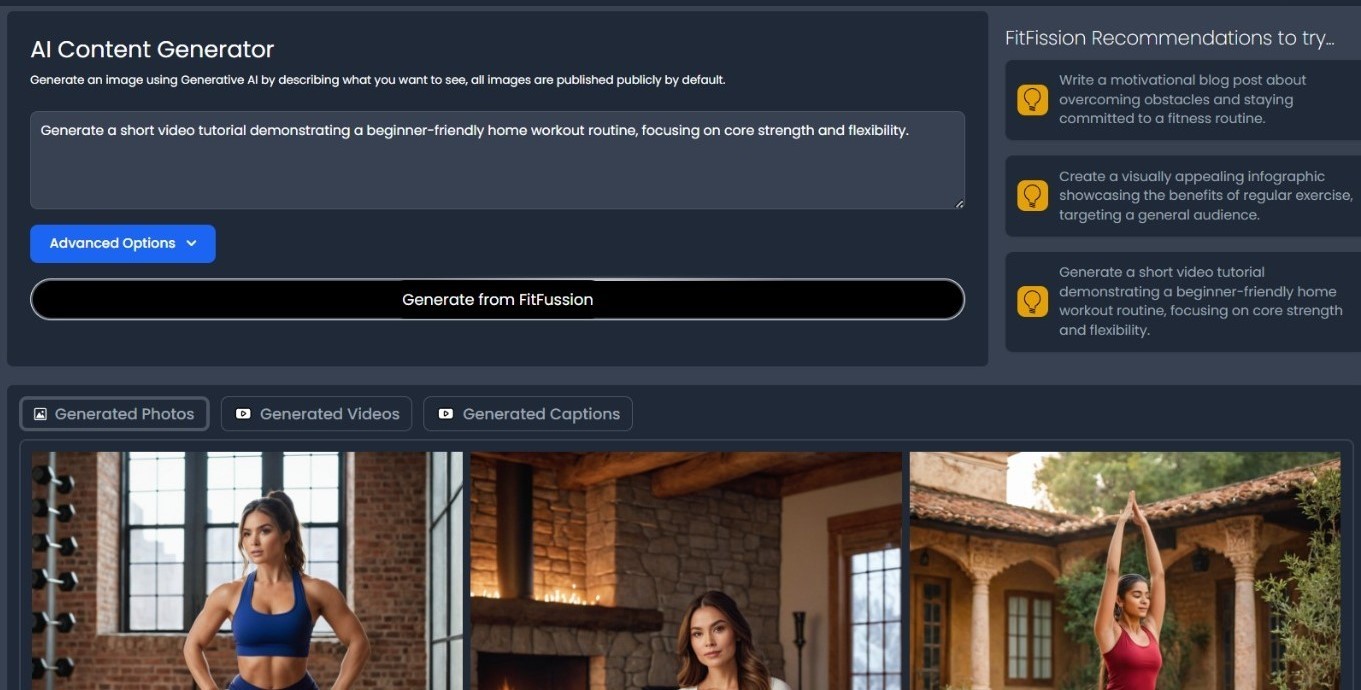 AI Content Generator
Generate an image using Generative AI by describing what you want to see, all images are published publicly by default.
Generate a short video tutorial demonstrating a beginner-friendly home workout routine, focusing on core strength and flexibility.
Advanced Options
Generate from FitFussion
FitFission Recommendations to try...
Write a motivational blog post about
overcoming obstacles and staying
committed to a fitness routine.
Create a visually appealing infographic
showcasing the benefits of regular exercise,
targeting a general audience.
Generate a short video tutorial
demonstrating a beginner-friendly home
workout routine, focusing on core strength
and flexibility.
Generated Photos
Generated Videos
Generated Captions